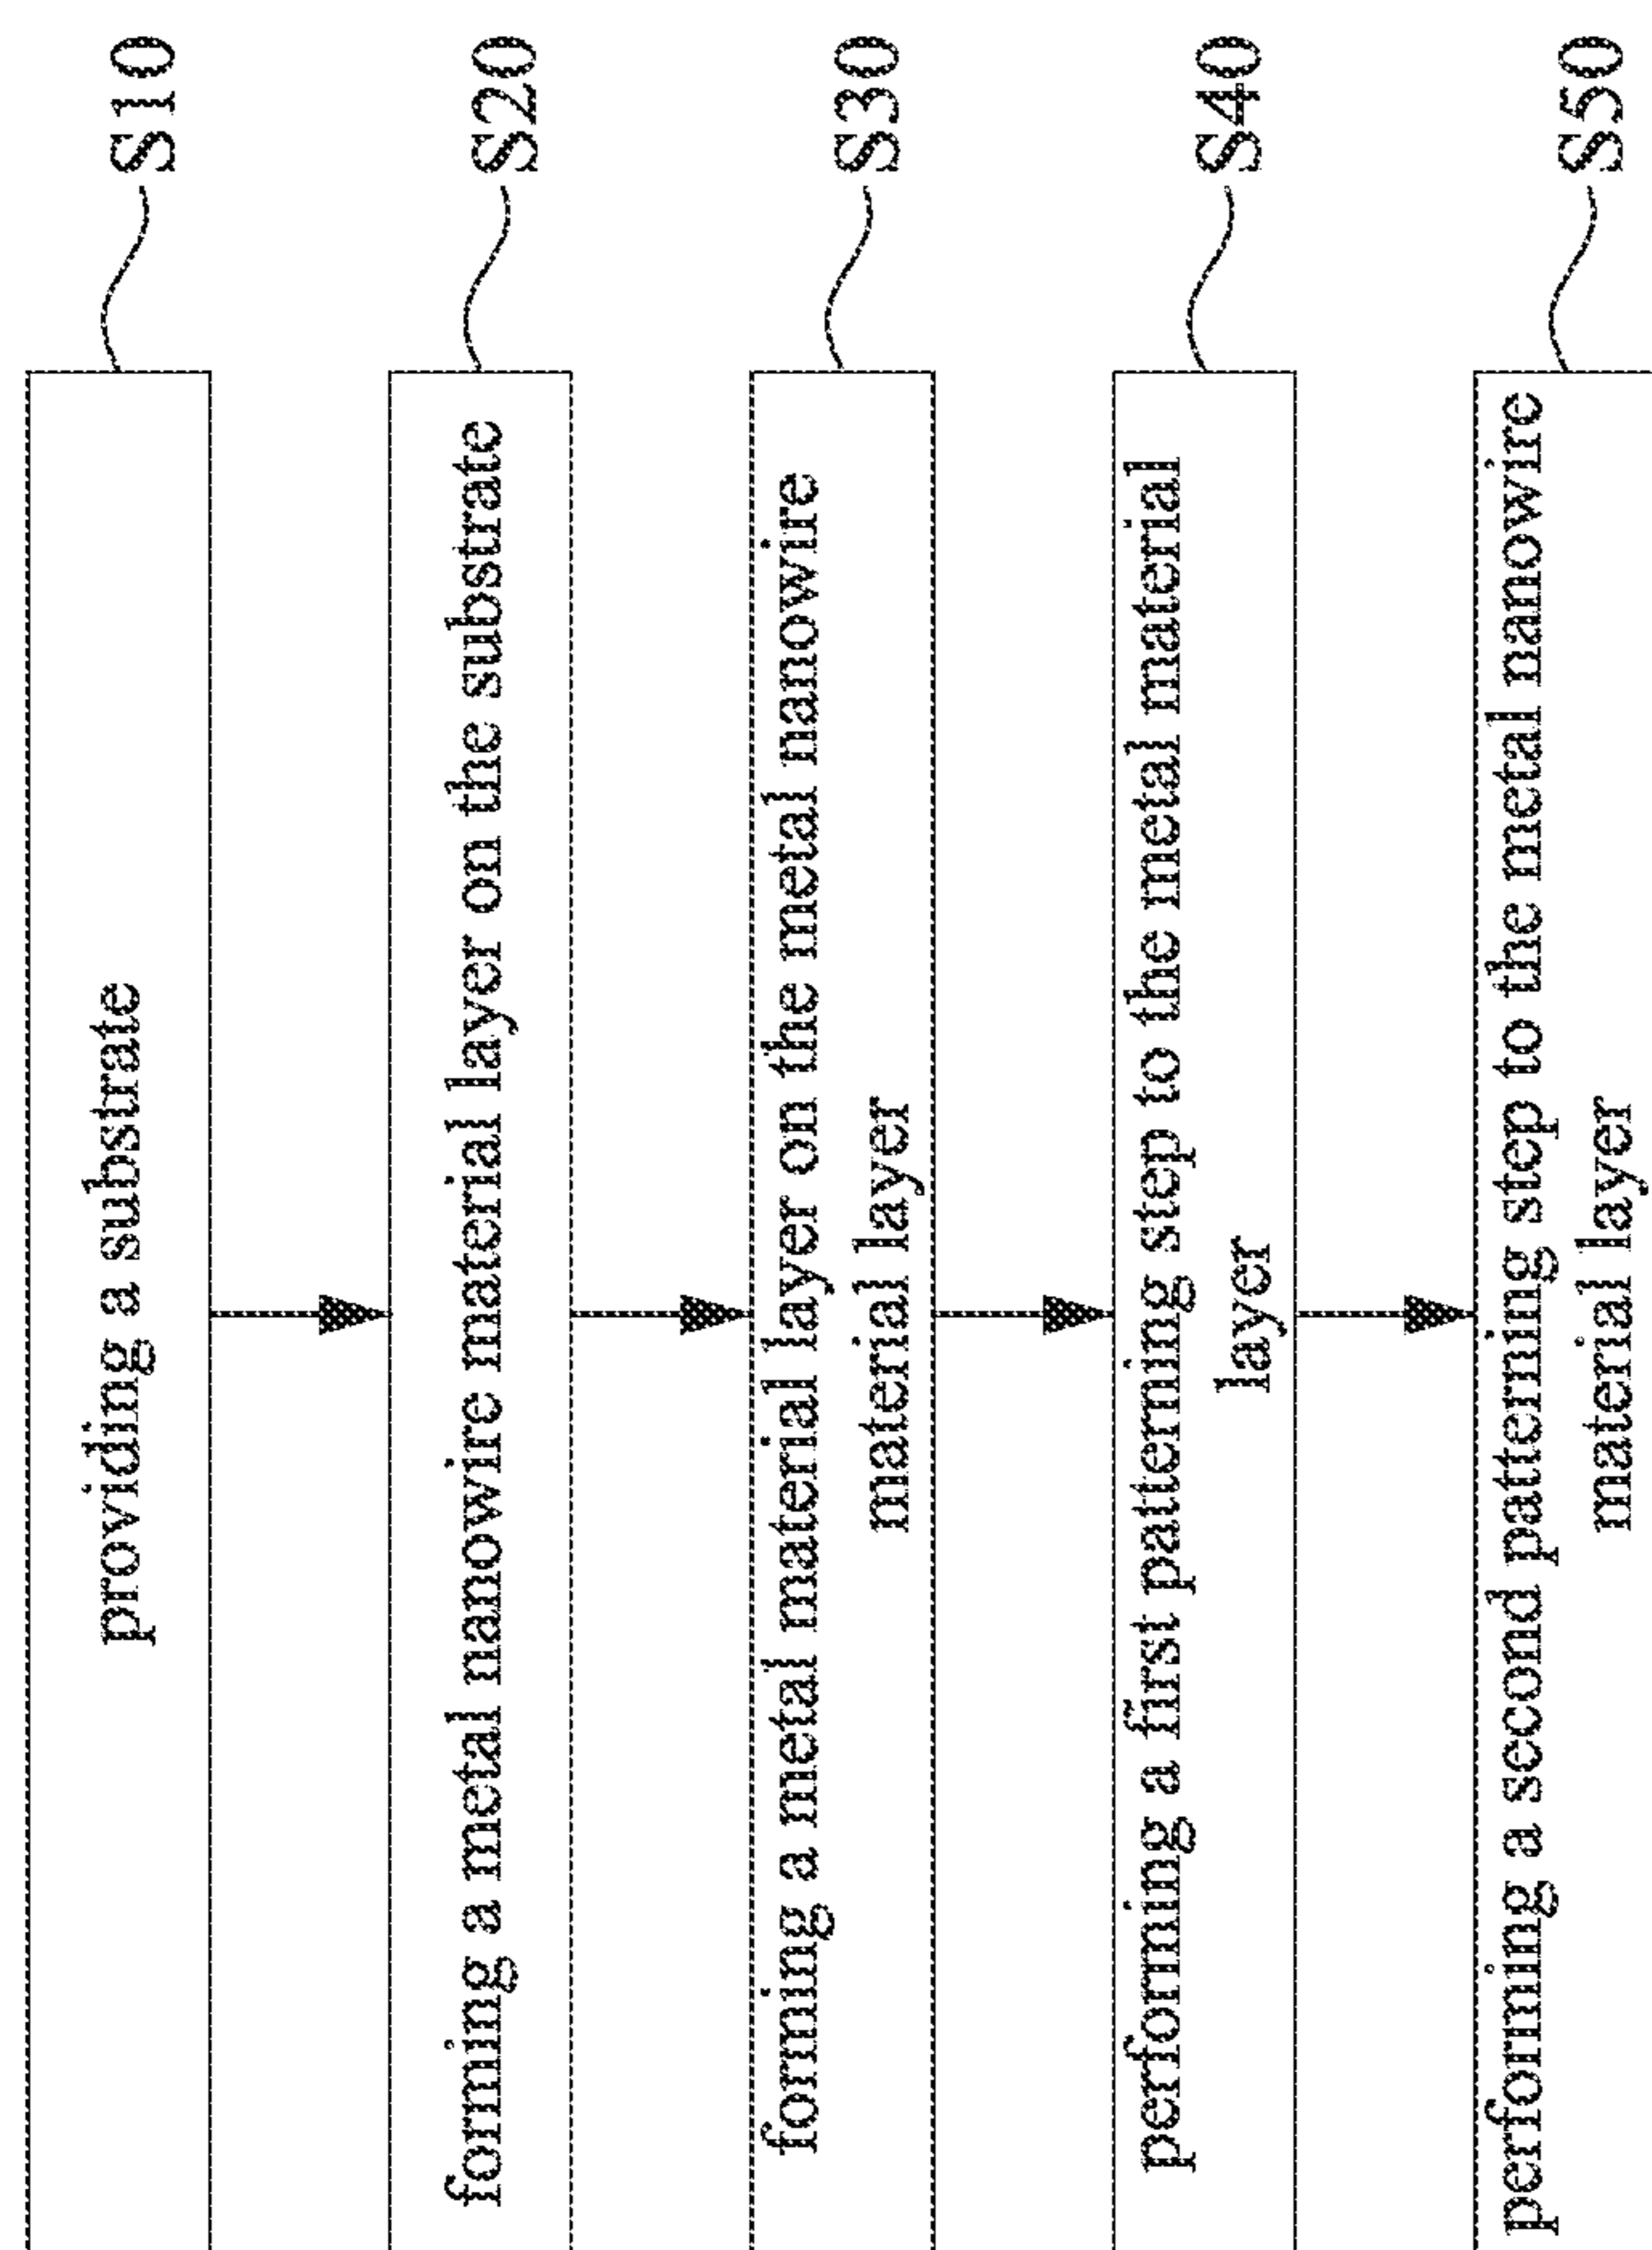 providing a substrate
S10
forming a metal nanowire material layer on the substrate
S20
forming a metal material layer on the metal nanowire
material layer
S30
performing a first patterning step to the metal material
layer
S40
performing a second patterning step to the metal nanowire
material layer
S50